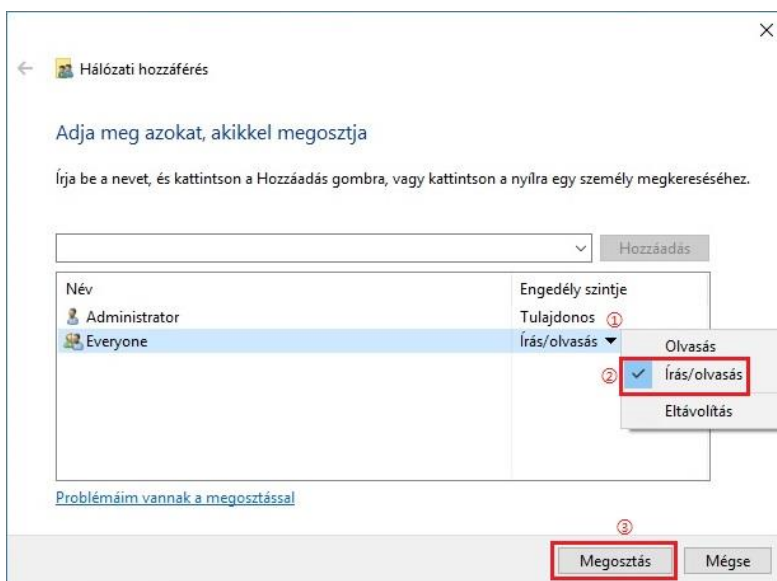 Hálózati hozzáférés
Adja meg azokat, akikkel megosztja
Írja be a nevet, és kattintson a Hozzáadás gombra, vagy kattintson a nyílra egy személy megkereséséhez.
Hozzáadás
Név Engedély szintje
Administrator Tulajdonos ①
Everyone Írás/olvasás
Olvasás
② Írás/olvasás
Eltávolítás
Problémáim vannak a megosztással
③
Megosztás Mégse